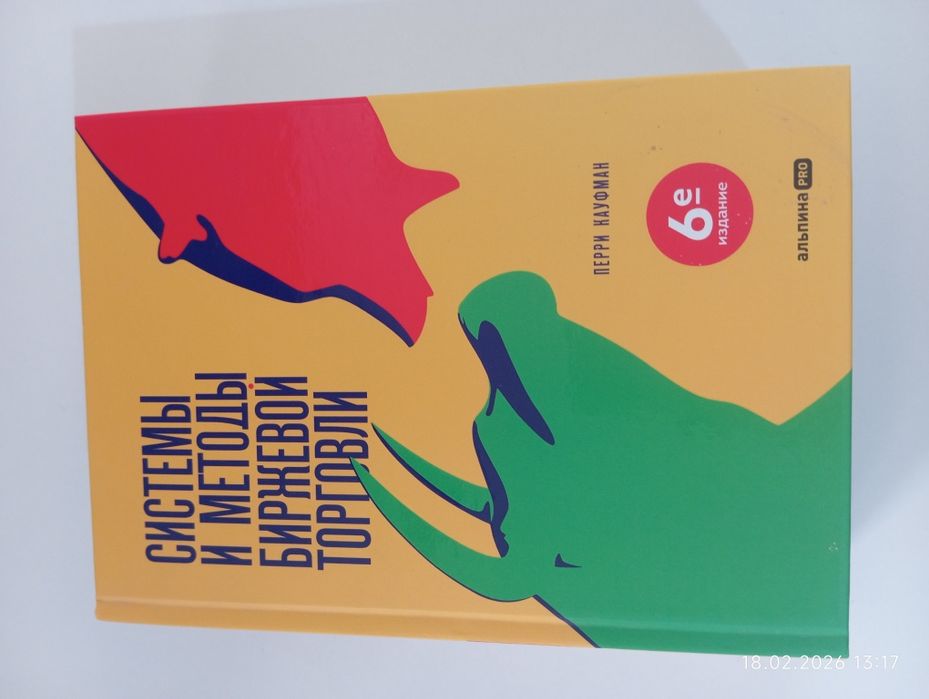 СИСТЕМЫ
И МЕТОДЫ
БИРЖЕВОЙ
ТОРГОВЛИ
ПЕРРИ КАУФМАН
6е
издание
альпина PRO
18.02.2026 13:17